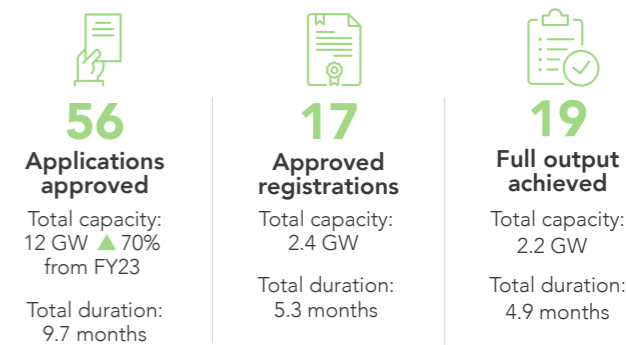 56
Applications
approved
Total capacity:
12 GW ▲ 70%
from FY23
Total duration:
9.7 months
17
Approved
registrations
Total capacity:
2.4 GW
Total duration:
5.3 months
19
Full output
achieved
Total capacity:
2.2 GW
Total duration:
4.9 months